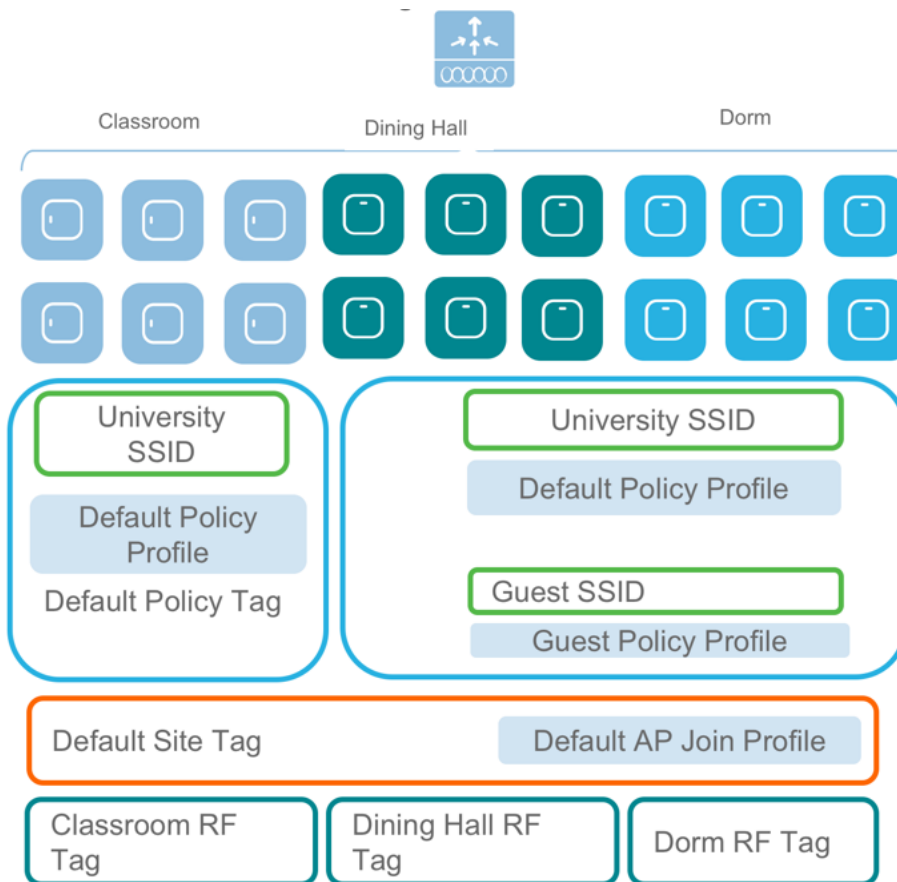 Classroom
Dining Hall
Dorm
University
SSID
Default Policy
Profile
Default Policy Tag
University SSID
Default Policy Profile
Guest SSID
Guest Policy Profile
Default Site Tag
Default AP Join Profile
Classroom RF
Tag
Dining Hall RF
Tag
Dorm RF Tag